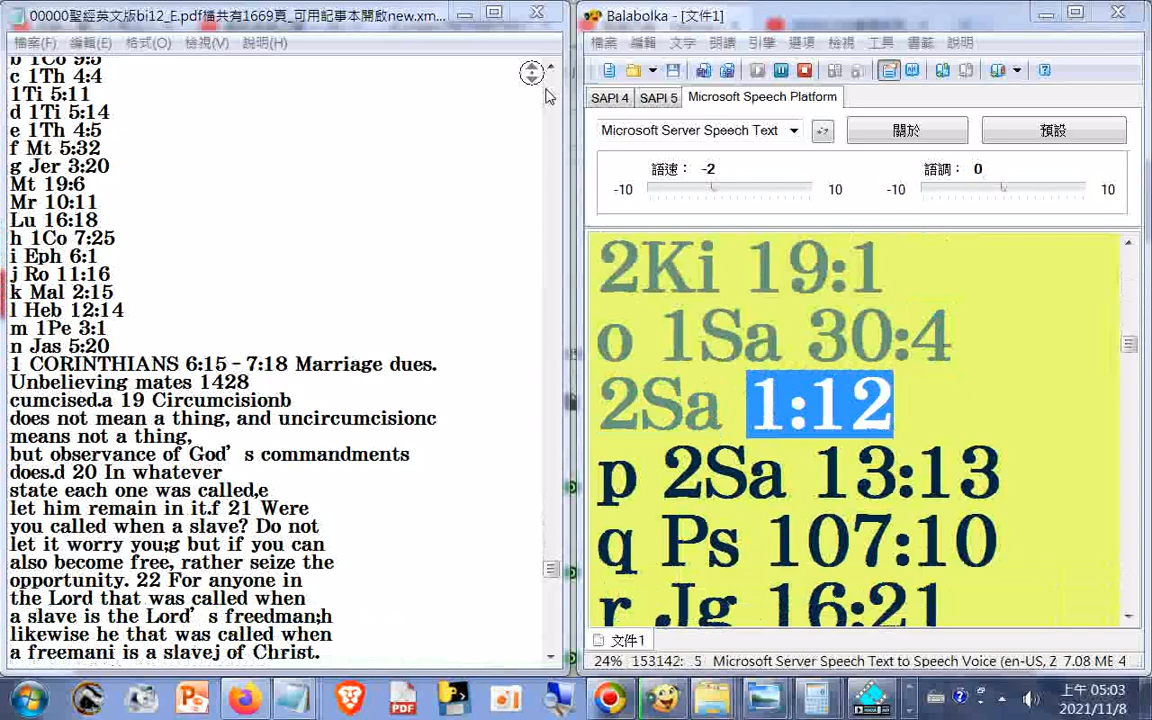 00000聖經英文版bi12_E.pdf檔共有1669頁_可用記事本開啟new.xm...
檔案(F) 編輯(E) 格式(O) 檢視(V) 說明(H)
b 1Co 9:5
c 1Th 4:4
1Ti 5:11
d 1Ti 5:14
e 1Th 4:5
f Mt 5:32
g Jer 3:20
Mt 19:6
Mr 10:11
Lu 16:18
h 1Co 7:25
i Eph 6:1
j Ro 11:16
k Mal 2:15
l Heb 12:14
m 1Pe 3:1
n Jas 5:20
1 CORINTHIANS 6:15 – 7:18 Marriage dues.
Unbelieving mates 1428
cumcised.a 19 Circumcisionb
does not mean a thing, and uncircumcisionc
means not a thing,
but observance of God’s commandments
does.d 20 In whatever
state each one was called,e
let him remain in it.f 21 Were
you called when a slave? Do not
let it worry you;g but if you can
also become free, rather seize the
opportunity. 22 For anyone in
the Lord that was called when
a slave is the Lord’s freedman;h
likewise he that was called when
a freemani is a slavej of Christ.
Balabolka - [文件1]
檔案 編輯 文字 朗讀 引擎 選項 檢視 工具 書籤 說明
SAPI 4 SAPI 5 Microsoft Speech Platform
Microsoft Server Speech Text 關於 預設
語速： -2 語調： 0
-10 10 -10 10
2Ki 19:1
o 1Sa 30:4
2Sa 1:12
p 2Sa 13:13
q Ps 107:10
r Jg 16:21
文件1
24% 153142: 5 Microsoft Server Speech Text to Speech Voice (en-US, 2 7.08 ME 4
上午 05:03
2021/11/8